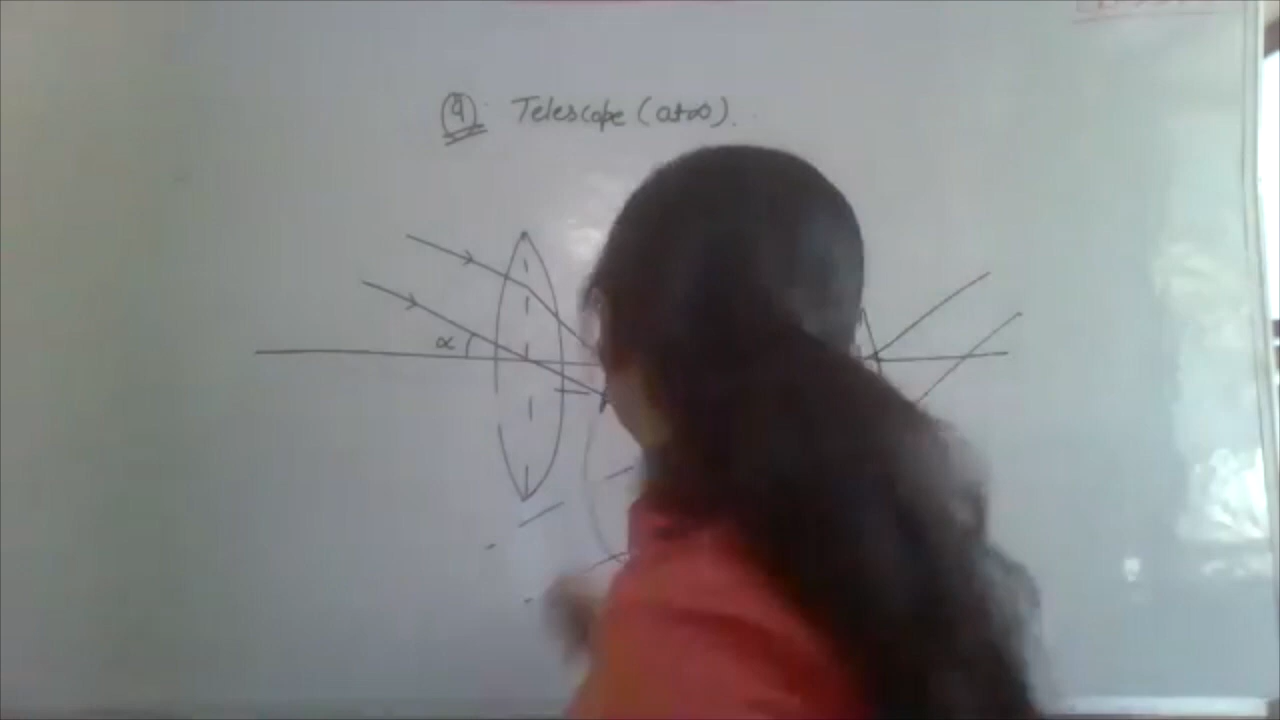 9 Telescope (at ∞).
α